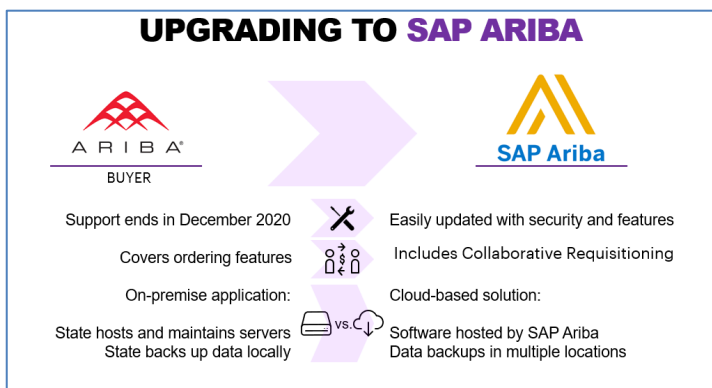 UPGRADING TO SAP ARIBA
ARIBA®
BUYER
SAP Ariba
Support ends in December 2020
Easily updated with security and features
Covers ordering features
$
Includes Collaborative Requisitioning
On-premise application:
Cloud-based solution:
State hosts and maintains servers
vs.
Software hosted by SAP Ariba
State backs up data locally
Data backups in multiple locations